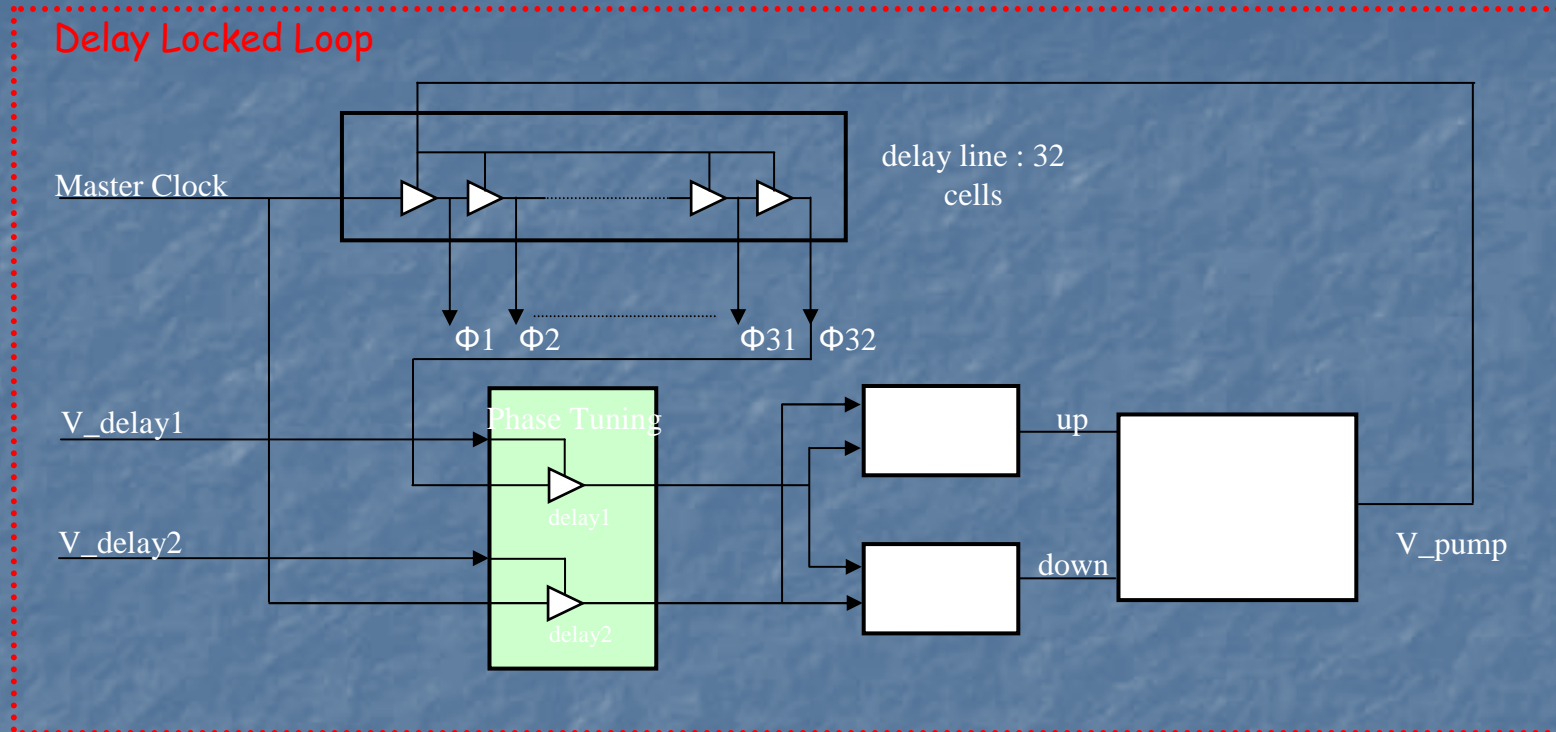 Delay Locked Loop
delay line : 32
cells
Master Clock
Φ1
Φ2
Φ31
Φ32
Phase Tuning
V_delay1
up
delay1
V_delay2
V_pump
down
delay2